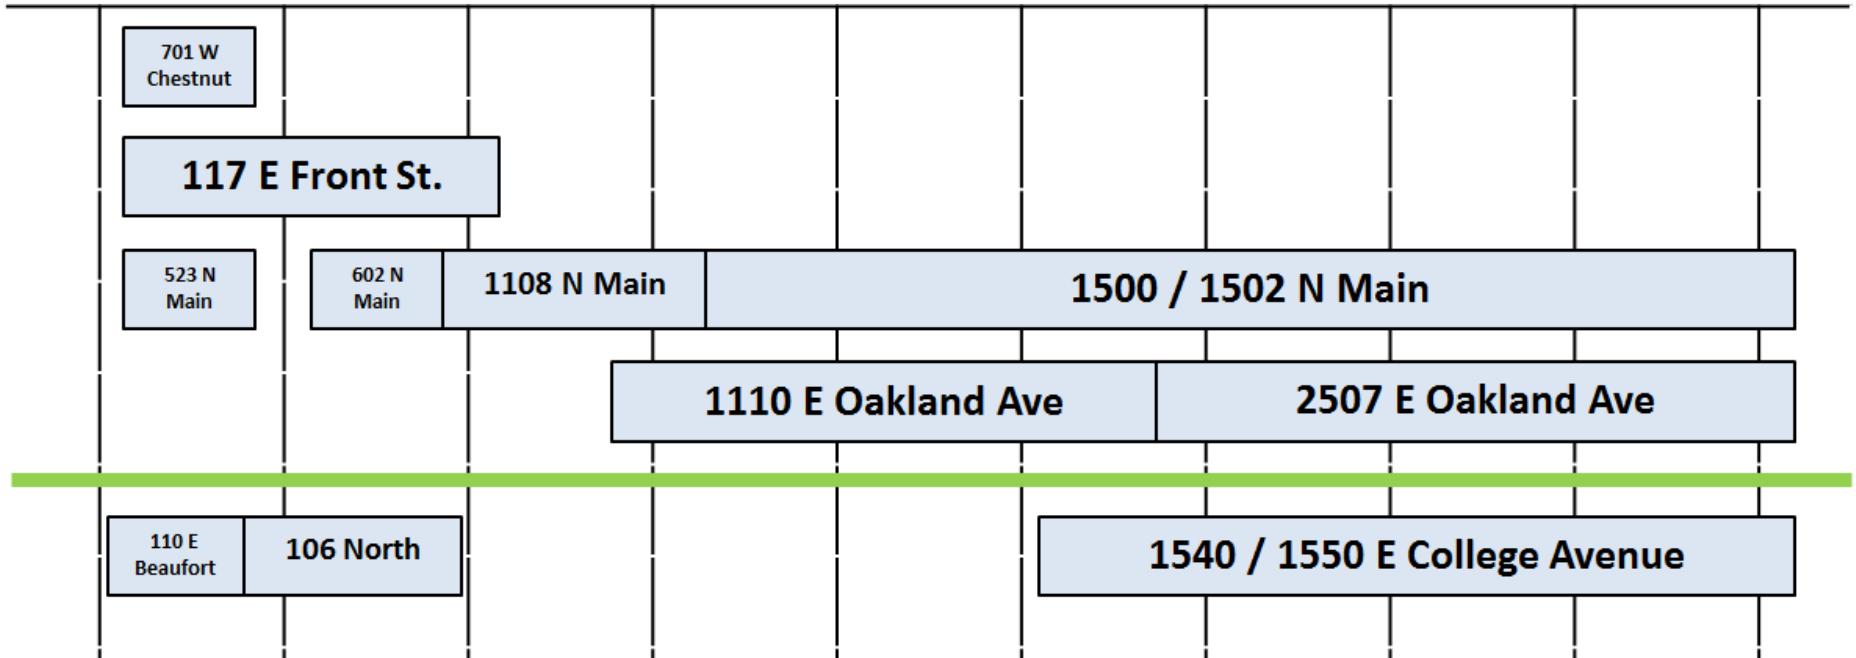 701 W
Chestnut
117 E Front St.
523 N
Main
602 N
Main
1108 N Main
1500 / 1502 N Main
1110 E Oakland Ave
2507 E Oakland Ave
110 E
Beaufort
106 North
1540 / 1550 E College Avenue